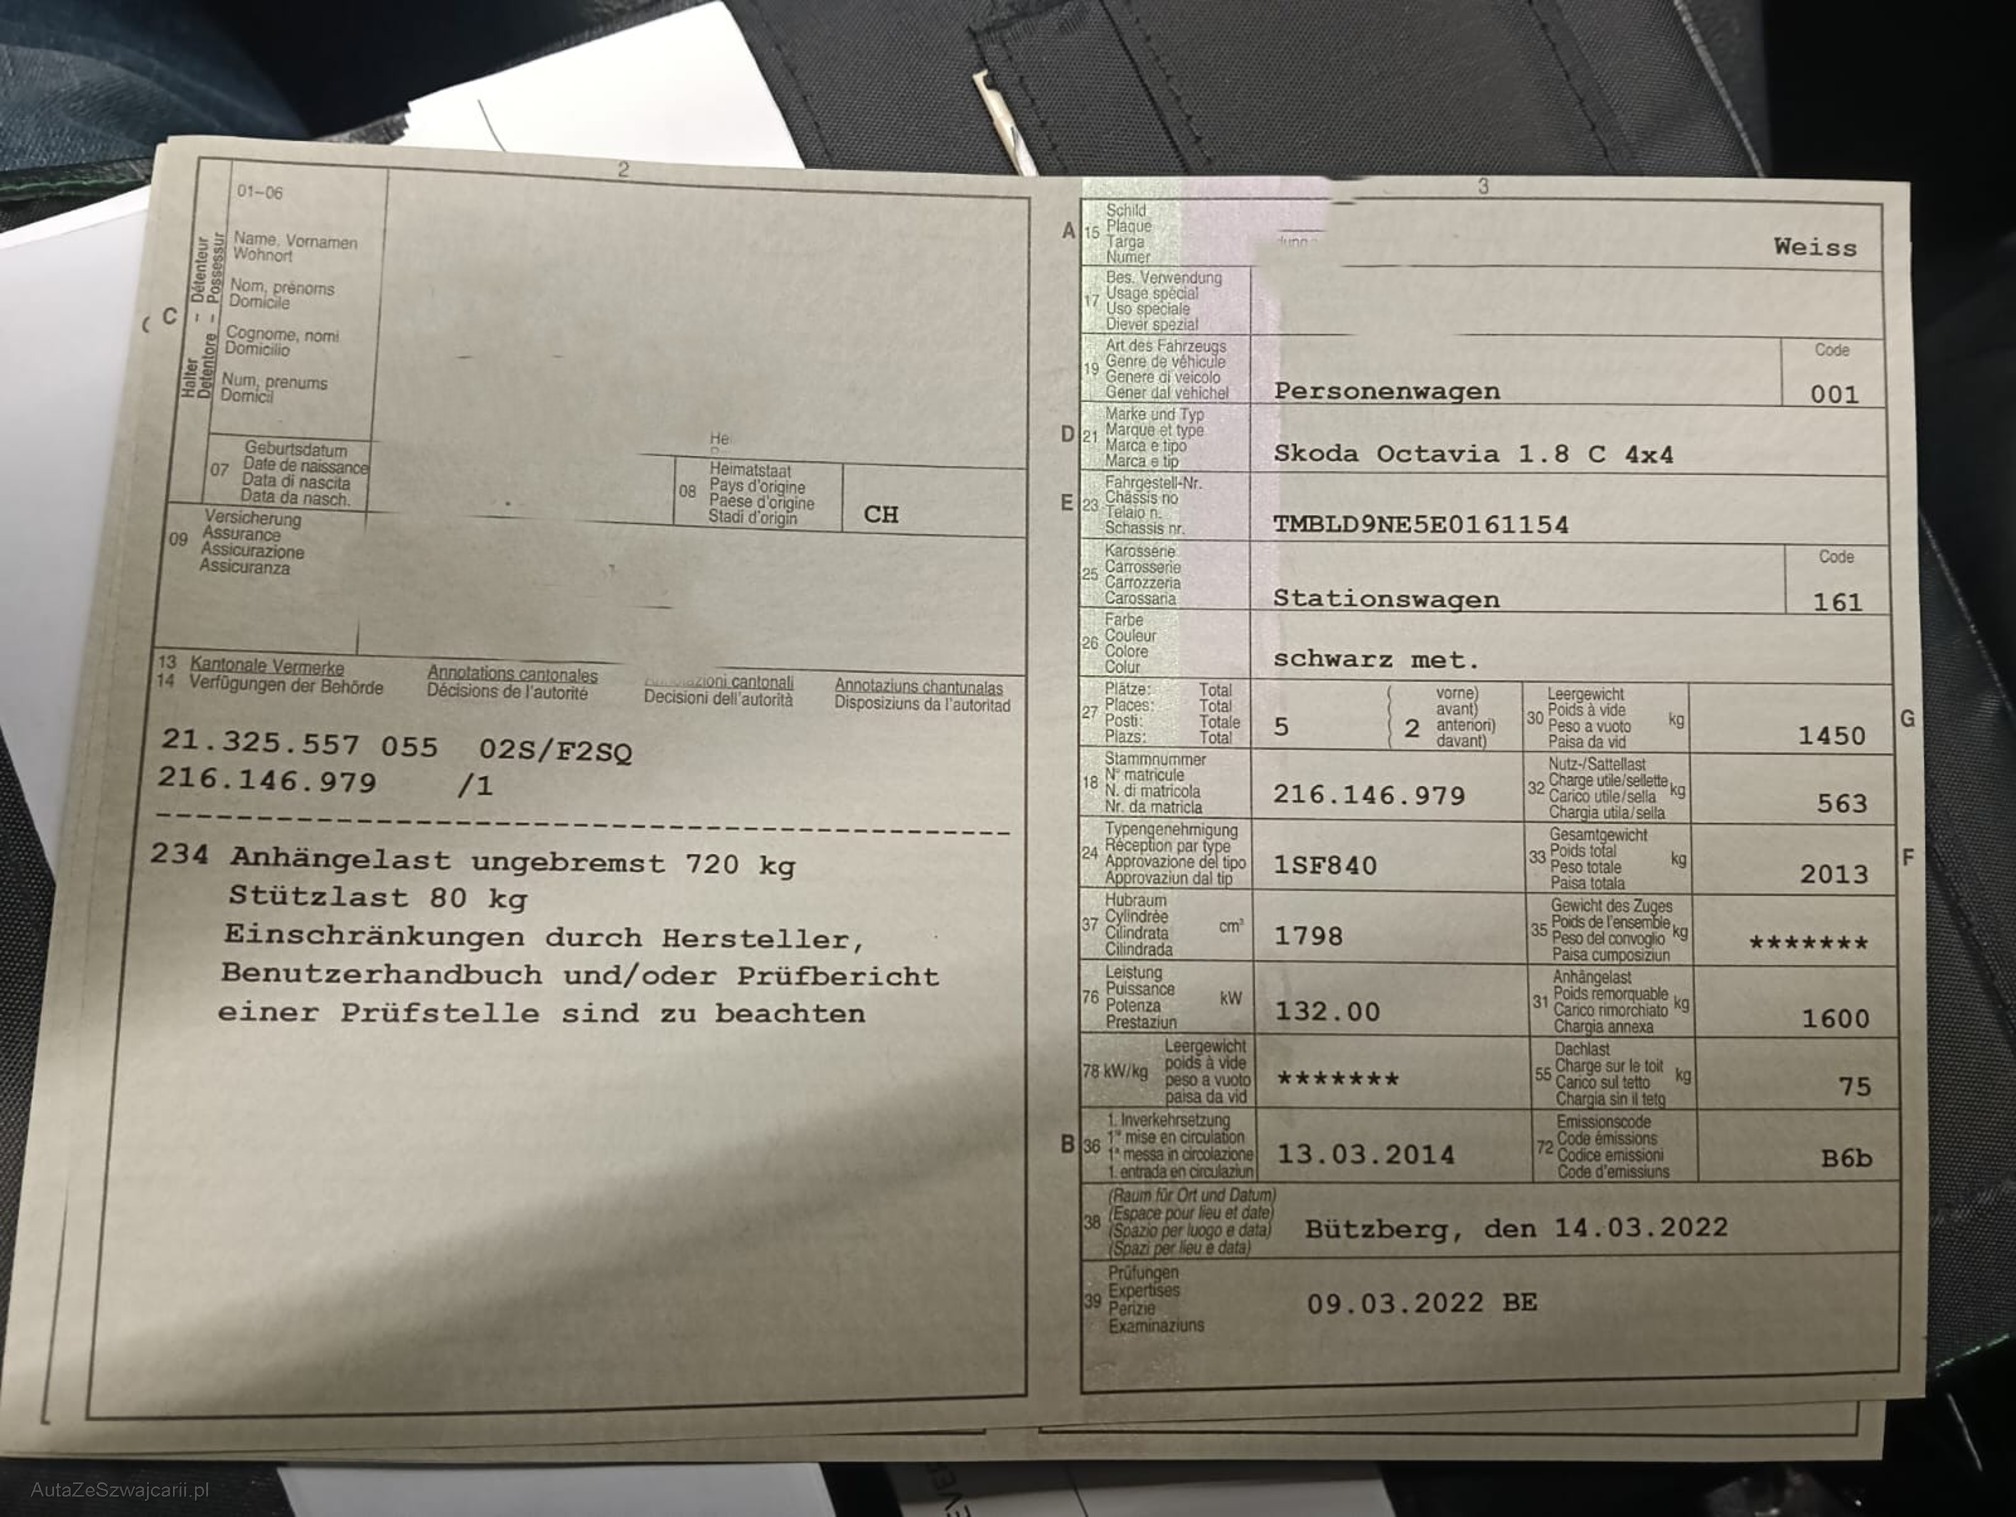 2
01–06
Name, Vornamen
Wohnort
Nom, prénoms
Domicile
Cognome, nomi
Domicilio
Num, prenums
Domicil
C
Halter – Détenteur
Detentore – Possessur
07
Geburtsdatum
Date de naissance
Data di nascita
Data da nasch.
He
08
Heimatstaat
Pays d'origine
Paese d'origine
Stadi d'origin
CH
09
Versicherung
Assurance
Assicurazione
Assicuranza
13 Kantonale Vermerke Annotations cantonales azioni cantonali Annotaziuns chantunalas
14 Verfügungen der Behörde Décisions de l'autorité Decisioni dell'autorità Disposiziuns da l'autoritad
21.325.557 055 02S/F2SQ
216.146.979 /1
234 Anhängelast ungebremst 720 kg
Stützlast 80 kg
Einschränkungen durch Hersteller,
Benutzerhandbuch und/oder Prüfbericht
einer Prüfstelle sind zu beachten
3
A 15
Schild
Plaque
Targa
Numer
Weiss
17
Bes. Verwendung
Usage spécial
Uso speciale
Diever spezial
19
Art des Fahrzeugs
Genre de véhicule
Genere di veicolo
Gener dal vehichel
Personenwagen
Code
001
D 21
Marke und Typ
Marque et type
Marca e tipo
Marca e tip
Skoda Octavia 1.8 C 4x4
E 23
Fahrgestell-Nr.
Châssis no
Telaio n.
Schassis nr.
TMBLD9NE5E0161154
25
Karosserie
Carrosserie
Carrozzeria
Carossaria
Stationswagen
Code
161
26
Farbe
Couleur
Colore
Colur
schwarz met.
27
Plätze: Total
Places: Total
Posti: Totale
Plazs: Total
5
( vorne)
avant)
2 anteriori)
( davant)
30
Leergewicht
Poids à vide kg
Peso a vuoto
Paisa da vid
1450
G
18
Stammnummer
N° matricule
N. di matricola
Nr. da matricla
216.146.979
32
Nutz-/Sattellast
Charge utile/sellette kg
Carico utile/sella
Chargia utila/sella
563
24
Typengenehmigung
Réception par type
Approvazione del tipo
Approvaziun dal tip
1SF840
33
Gesamtgewicht
Poids total kg
Peso totale
Paisa totala
2013
F
37
Hubraum
Cylindrée cm³
Cilindrata
Cilindrada
1798
35
Gewicht des Zuges
Poids de l'ensemble kg
Peso del convoglio
Paisa cumposiziun
*******
76
Leistung
Puissance kW
Potenza
Prestaziun
132.00
31
Anhängelast
Poids remorquable kg
Carico rimorchiato
Chargia annexa
1600
78 kW/kg
Leergewicht
poids à vide
peso a vuoto
paisa da vid
*******
55
Dachlast
Charge sur le toit kg
Carico sul tetto
Chargia sin il tetg
75
B 36
1. Inverkehrsetzung
1re mise en circulation
1a messa in circolazione
1. entrada en circulaziun
13.03.2014
72
Emissionscode
Code émissions
Codice emissioni
Code d'emissiuns
B6b
38
(Raum für Ort und Datum)
(Espace pour lieu et date)
(Spazio per luogo e data)
(Spazi per lieu e data)
Bützberg, den 14.03.2022
39
Prüfungen
Expertises
Perizie
Examinaziuns
09.03.2022 BE
AutaZeSzwajcarii.pl